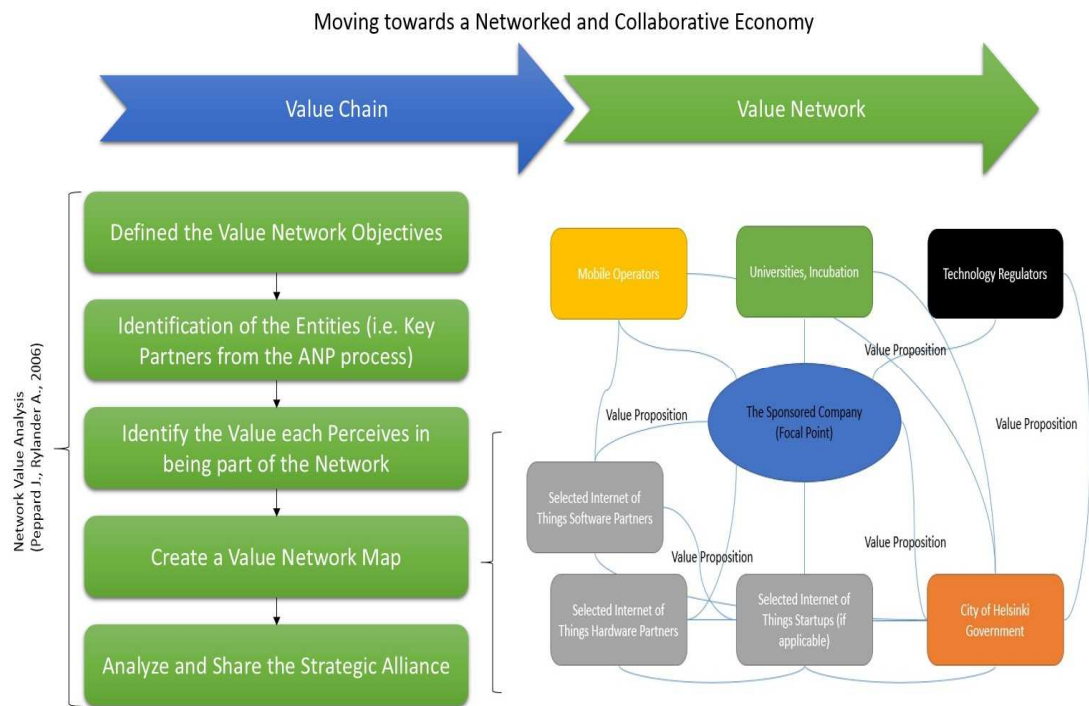 Moving towards a Networked and Collaborative Economy
Value Chain
Value Network
Network Value Analysis
(Peppard J., Rylander A., 2006)
Defined the Value Network Objectives
Identification of the Entities (i.e. Key
Partners from the ANP process)
Identify the Value each Perceives in
being part of the Network
Create a Value Network Map
Analyze and Share the Strategic Alliance
Mobile Operators
Universities, Incubation
Technology Regulators
Value Proposition
The Sponsored Company
(Focal Point)
Value Proposition
Value Proposition
Selected Internet of
Things Software Partners
Value Proposition
Value Proposition
Selected Internet of
Things Hardware Partners
Selected Internet of
Things Startups (if
applicable)
City of Helsinki
Government